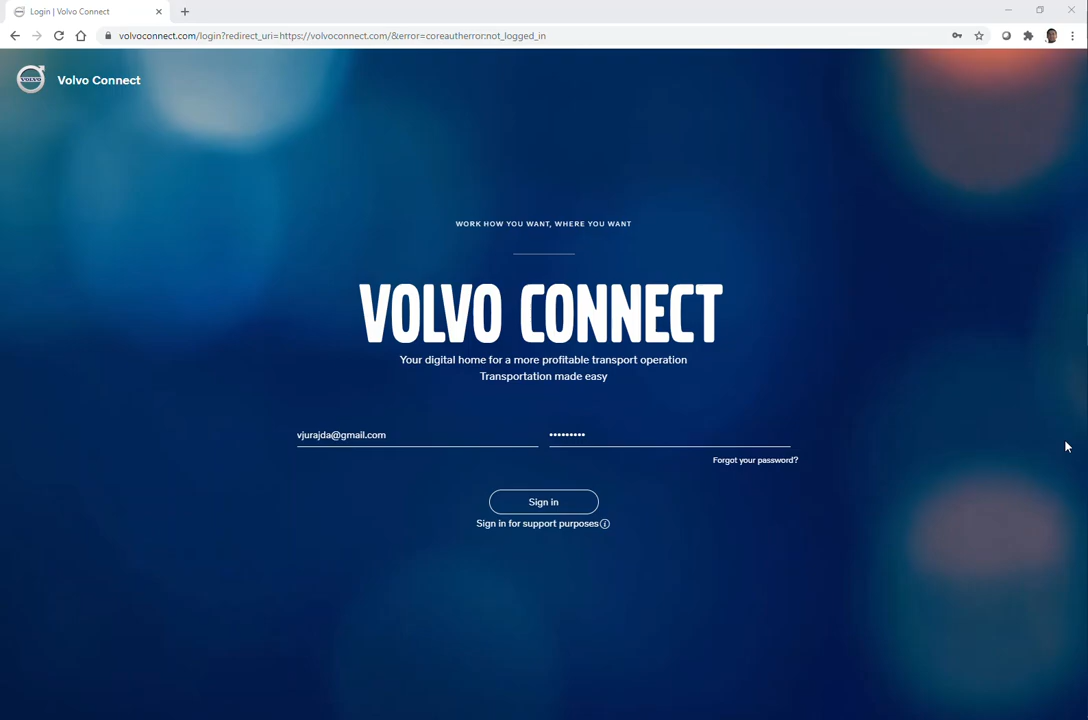 Login | Volvo Connect
volvoconnect.com/login?redirect_uri=https://volvoconnect.com/&error=coreautherror:not_logged_in
VOLVO
Volvo Connect
WORK HOW YOU WANT, WHERE YOU WANT
VOLVO CONNECT
Your digital home for a more profitable transport operation
Transportation made easy
vjurajda@gmail.com •••••••••
Forgot your password?
Sign in
Sign in for support purposes